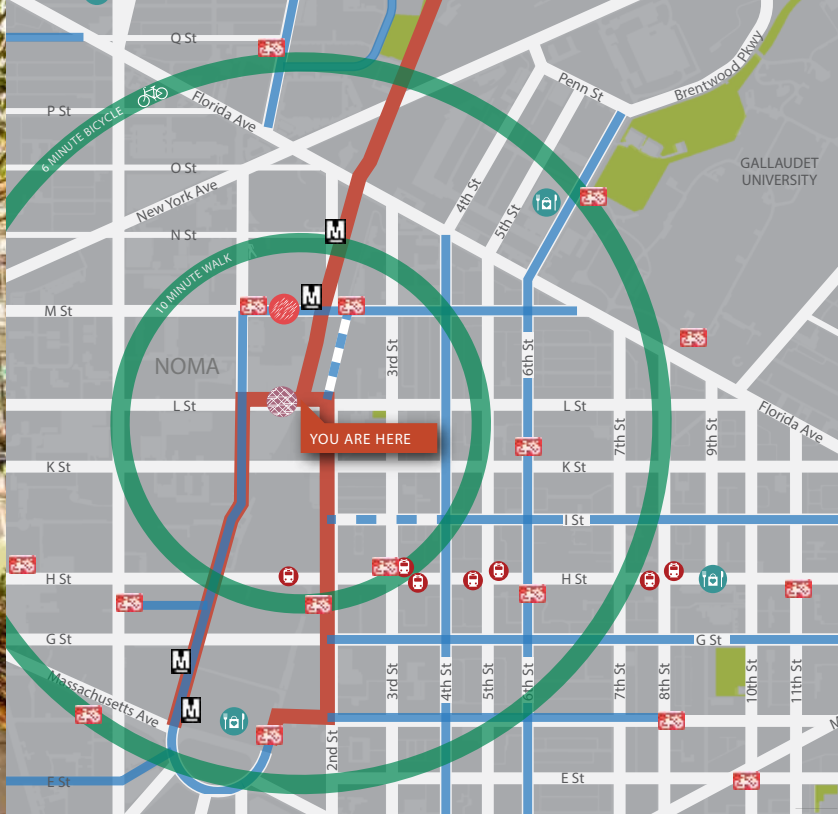 Q St
P St
6 MINUTE BICYCLE
Florida Ave
Penn St
Brentwood Pkwy
O St
GALLAUDET
UNIVERSITY
New York Ave
4th St
5th St
N St
M
10 MINUTE WALK
M
M St
3rd St
6th St
NOMA
L St
L St
Florida Ave
YOU ARE HERE
7th St
9th St
K St
K St
I St
H St
H St
G St
G St
M
Massachusetts Ave
3rd St
4th St
5th St
6th St
7th St
8th St
10th St
11th St
M
2nd St
E St
E St